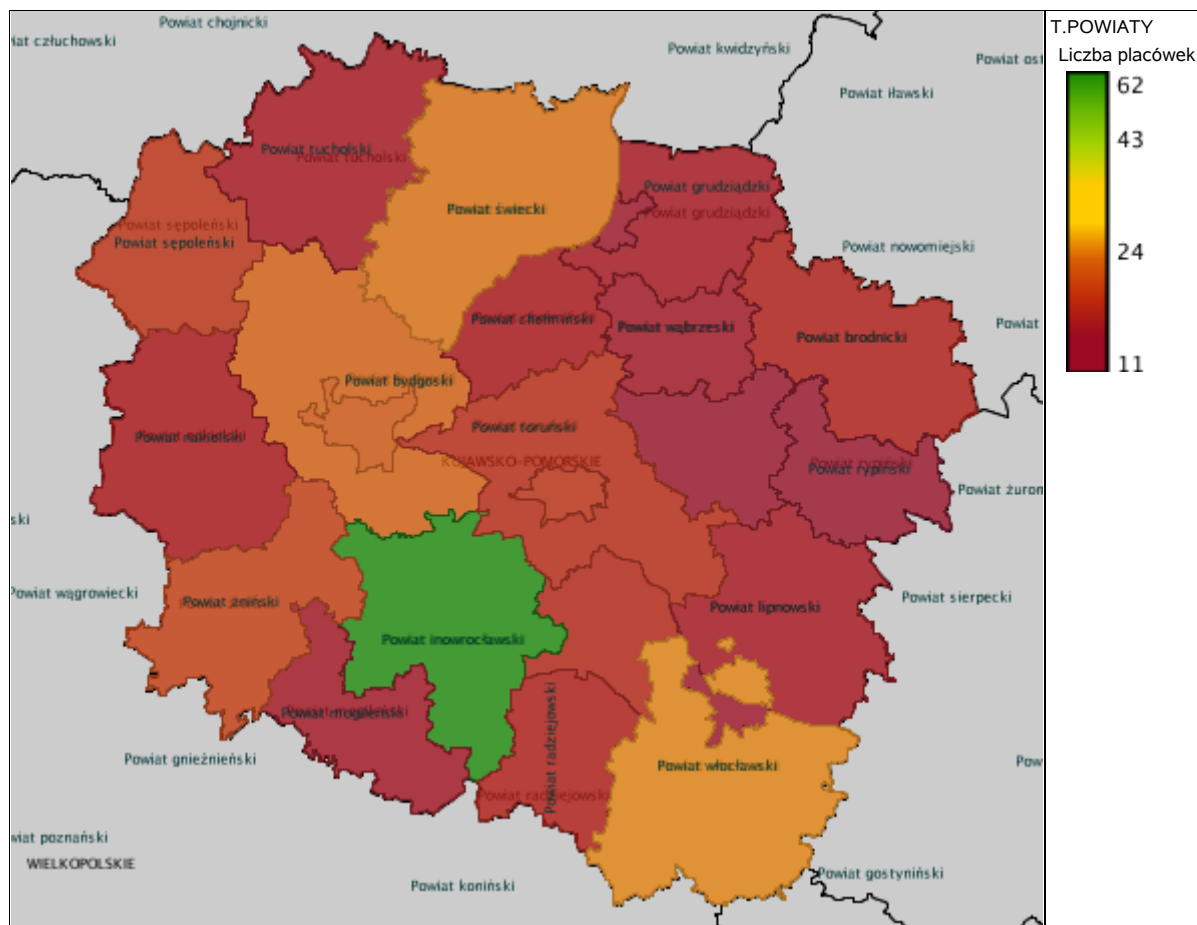 Powiat chojnicki
iat człuchowski
Powiat kwidzyński
Powiat ost
Powiat iławski
T.POWIATY
Liczba placówek
62
43
24
11
Powiat tucholski
Powiat tucholski
Powiat grudziądzki
Powiat grudziądzki
Powiat świecki
Powiat sępoleński
Powiat sępoleński
Powiat nowomiejski
Powiat chełmiński
Powiat wąbrzeski
Powiat
Powiat brodnicki
Powiat bydgoski
Powiat toruński
Powiat nakielski
KUJAWSKO-POMORSKIE
Powiat rypiński
Powiat rypiński
Powiat żurom
ski
Powiat wągrowiecki
Powiat żniński
Powiat lipnowski
Powiat sierpecki
Powiat inowrocławski
Powiat mogileński
Powiat radziejowski
Powiat gnieźnieński
Powiat włocławski
Pow
Powiat radziejowski
wiat poznański
WIELKOPOLSKIE
Powiat koniński
Powiat gostyniński